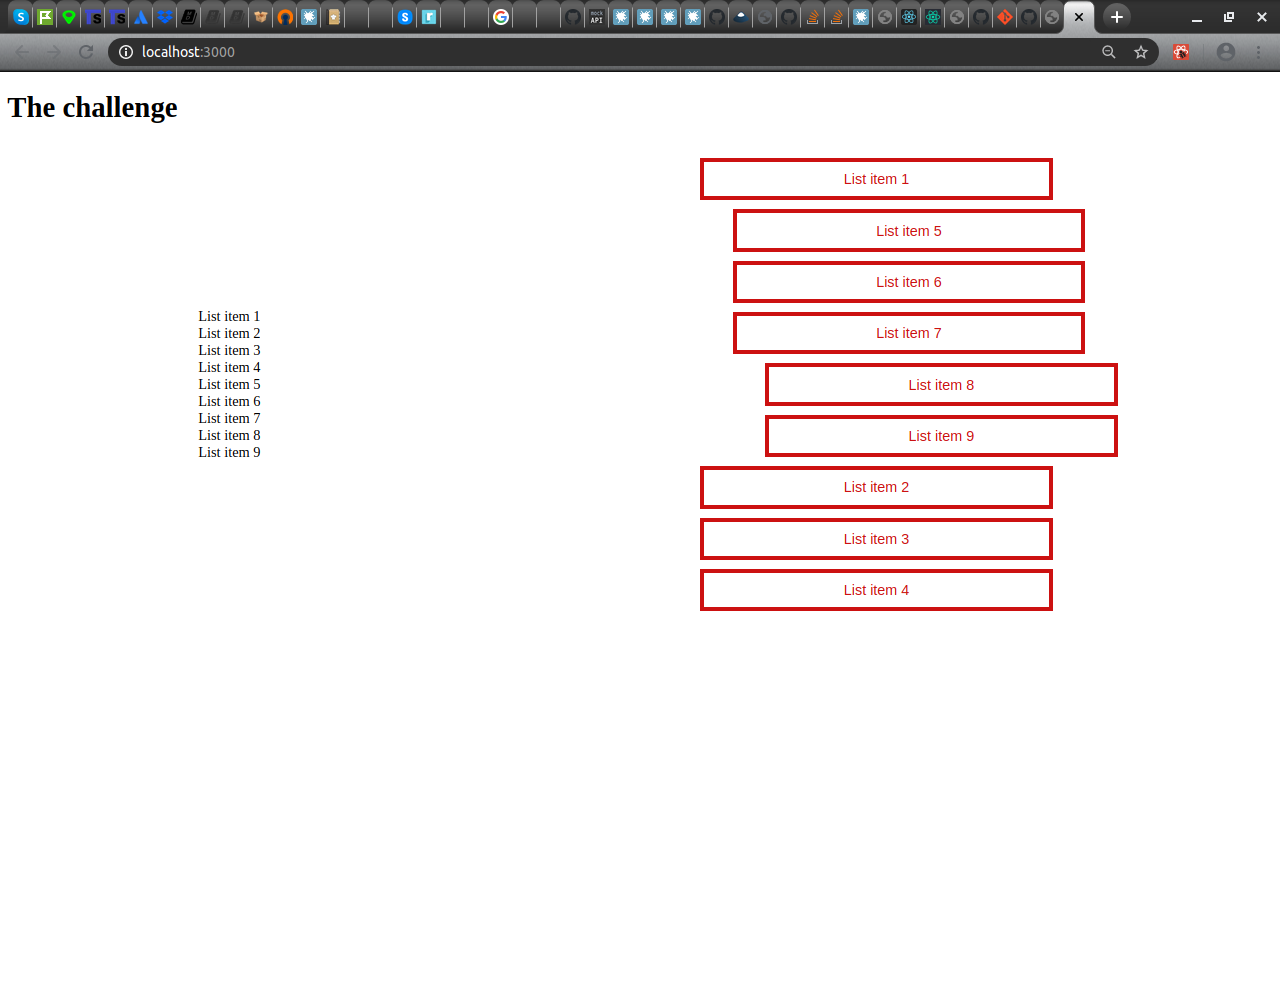 mock
API
localhost:3000
The challenge
List item 1
List item 2
List item 3
List item 4
List item 5
List item 6
List item 7
List item 8
List item 9
List item 1
List item 5
List item 6
List item 7
List item 8
List item 9
List item 2
List item 3
List item 4